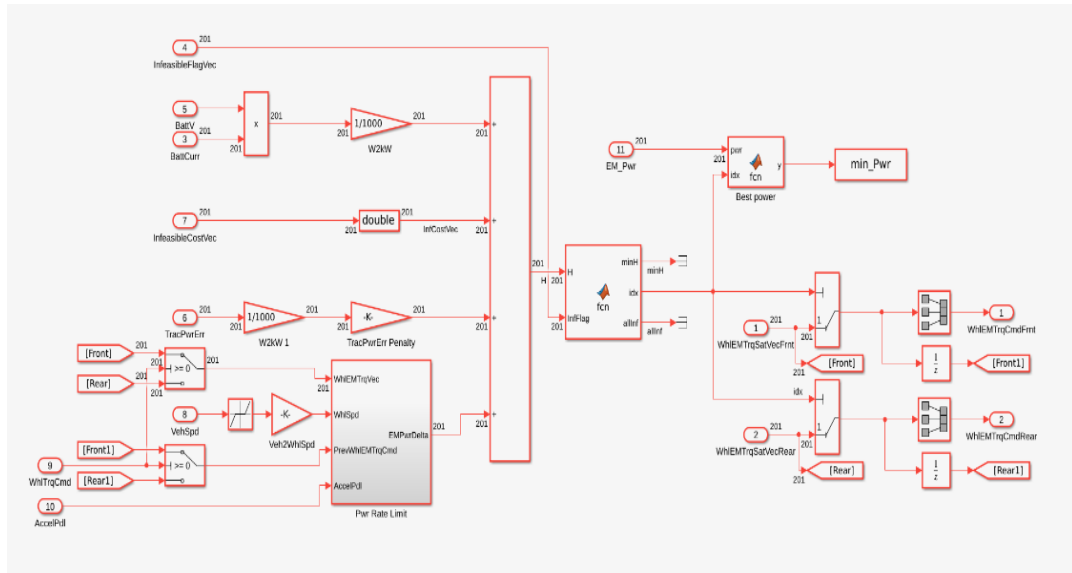 4
201
201
InfeasibleFlagVec
5
BattV
201
3
BattCurr
201
x
201
201
1/1000
201
W2kW
201
+
7
201
InfeasibleCostVec
201
double
201
InfCostVec
201
+
6
201
TracPwrErr
201
1/1000
201
W2kW 1
201
-K-
201
TracPwrErr Penalty
201
+
[Front]
201
201
[Rear]
201
>= 0
201
8
VehSpd
-K-
Veh2WhlSpd
[Front1]
9
WhlTrqCmd
[Rear1]
>= 0
10
AccelPdl
WhlEMTrqVec
201
WhlSpd
PrevWhlEMTrqCmd
AccelPdl
EMPwrDelta
201
Pwr Rate Limit
+
201
201
H
201
H
InfFlag
201
fcn
minH
idx
allInf
minH
allInf
11
201
EM_Pwr
pwr
201
idx
fcn
y
Best power
min_Pwr
1
201
WhlEMTrqSatVecFrnt
201
1
[Front]
1
WhlEMTrqCmdFrnt
1
z
[Front1]
idx
2
201
WhlEMTrqSatVecRear
201
1
[Rear]
2
WhlEMTrqCmdRear
1
z
[Rear1]